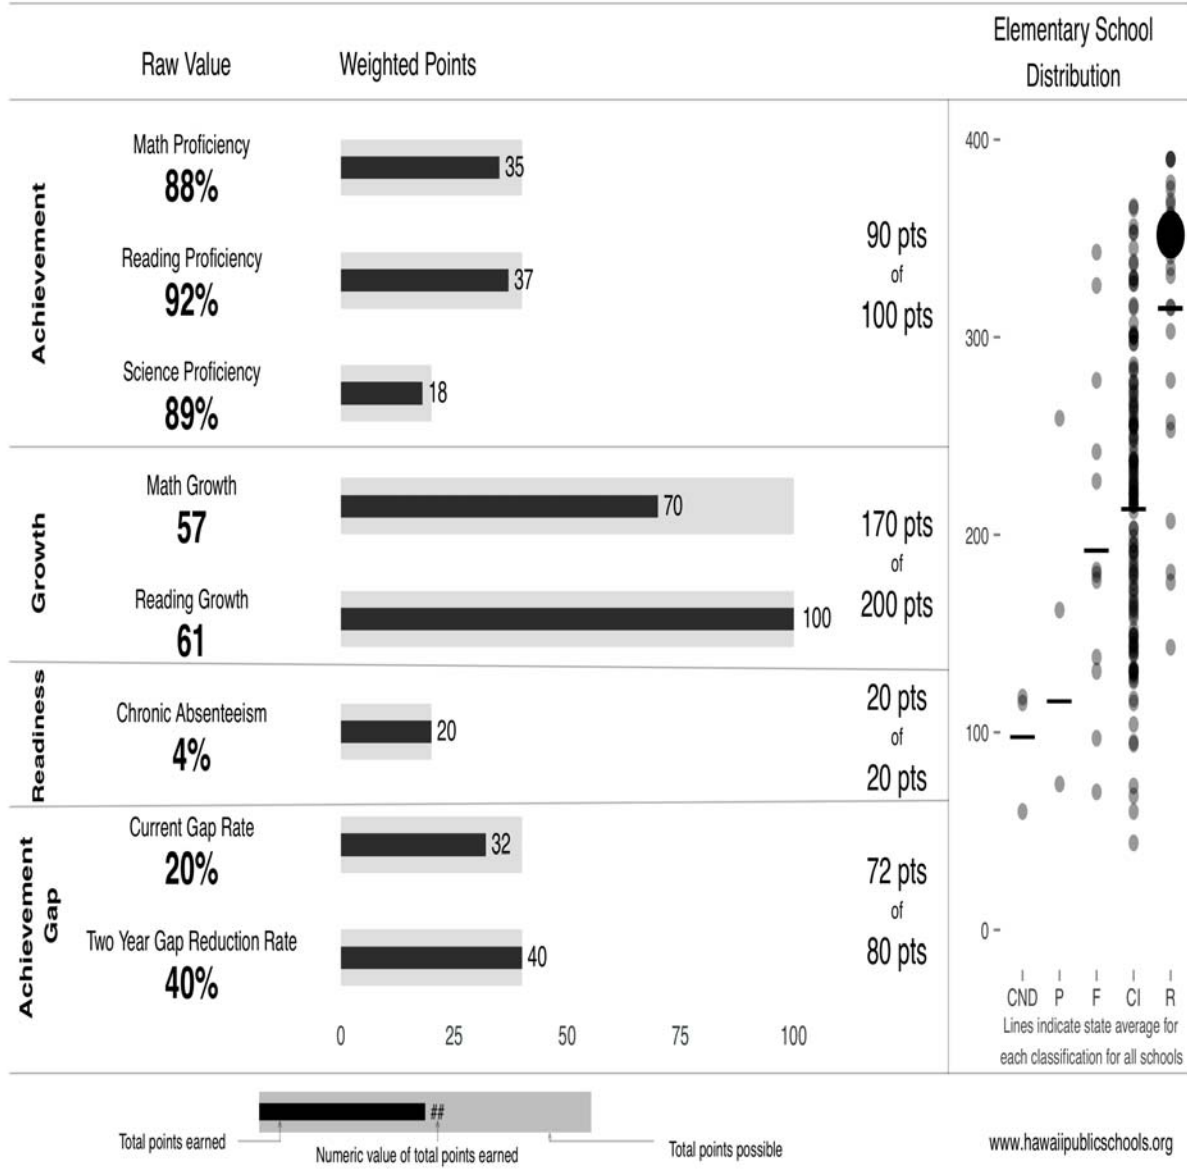 Elementary School
Distribution
Raw Value
Weighted Points
Achievement
Math Proficiency
88%
35
Reading Proficiency
92%
37
Science Proficiency
89%
18
90 pts
of
100 pts
Growth
Math Growth
57
70
Reading Growth
61
100
170 pts
of
200 pts
Readiness
Chronic Absenteeism
4%
20
20 pts
of
20 pts
Achievement
Gap
Current Gap Rate
20%
32
Two Year Gap Reduction Rate
40%
40
72 pts
of
80 pts
0 25 50 75 100
400
300
200
100
0
CND P F CI R
Lines indicate state average for
each classification for all schools
##
Total points earned
Numeric value of total points earned
Total points possible
www.hawaiipublicschools.org